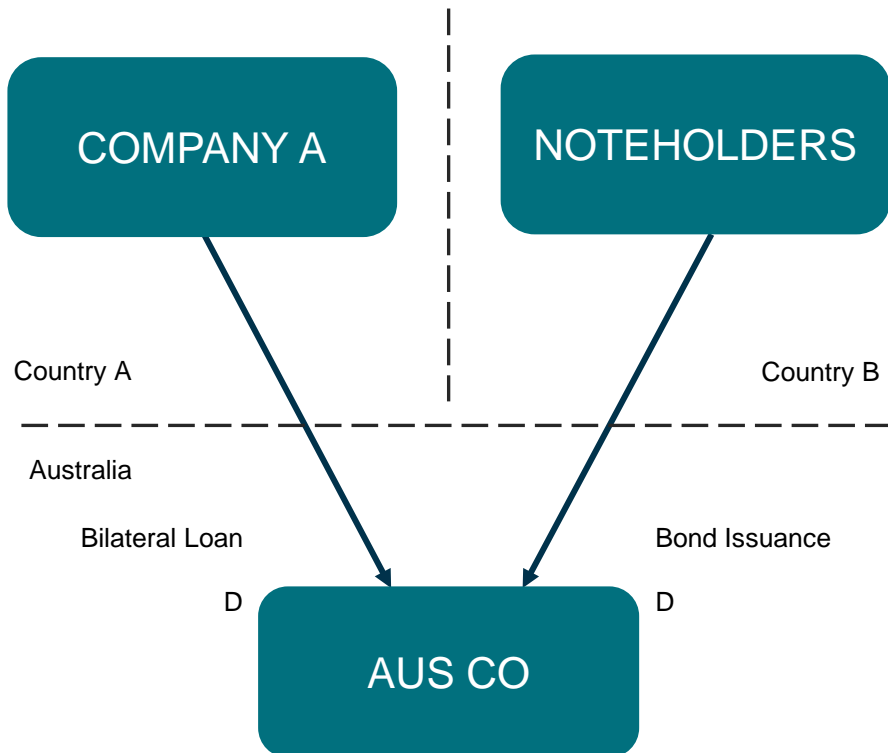 COMPANY A
NOTEHOLDERS
Country A
Country B
Australia
Bilateral Loan
Bond Issuance
D
D
AUS CO